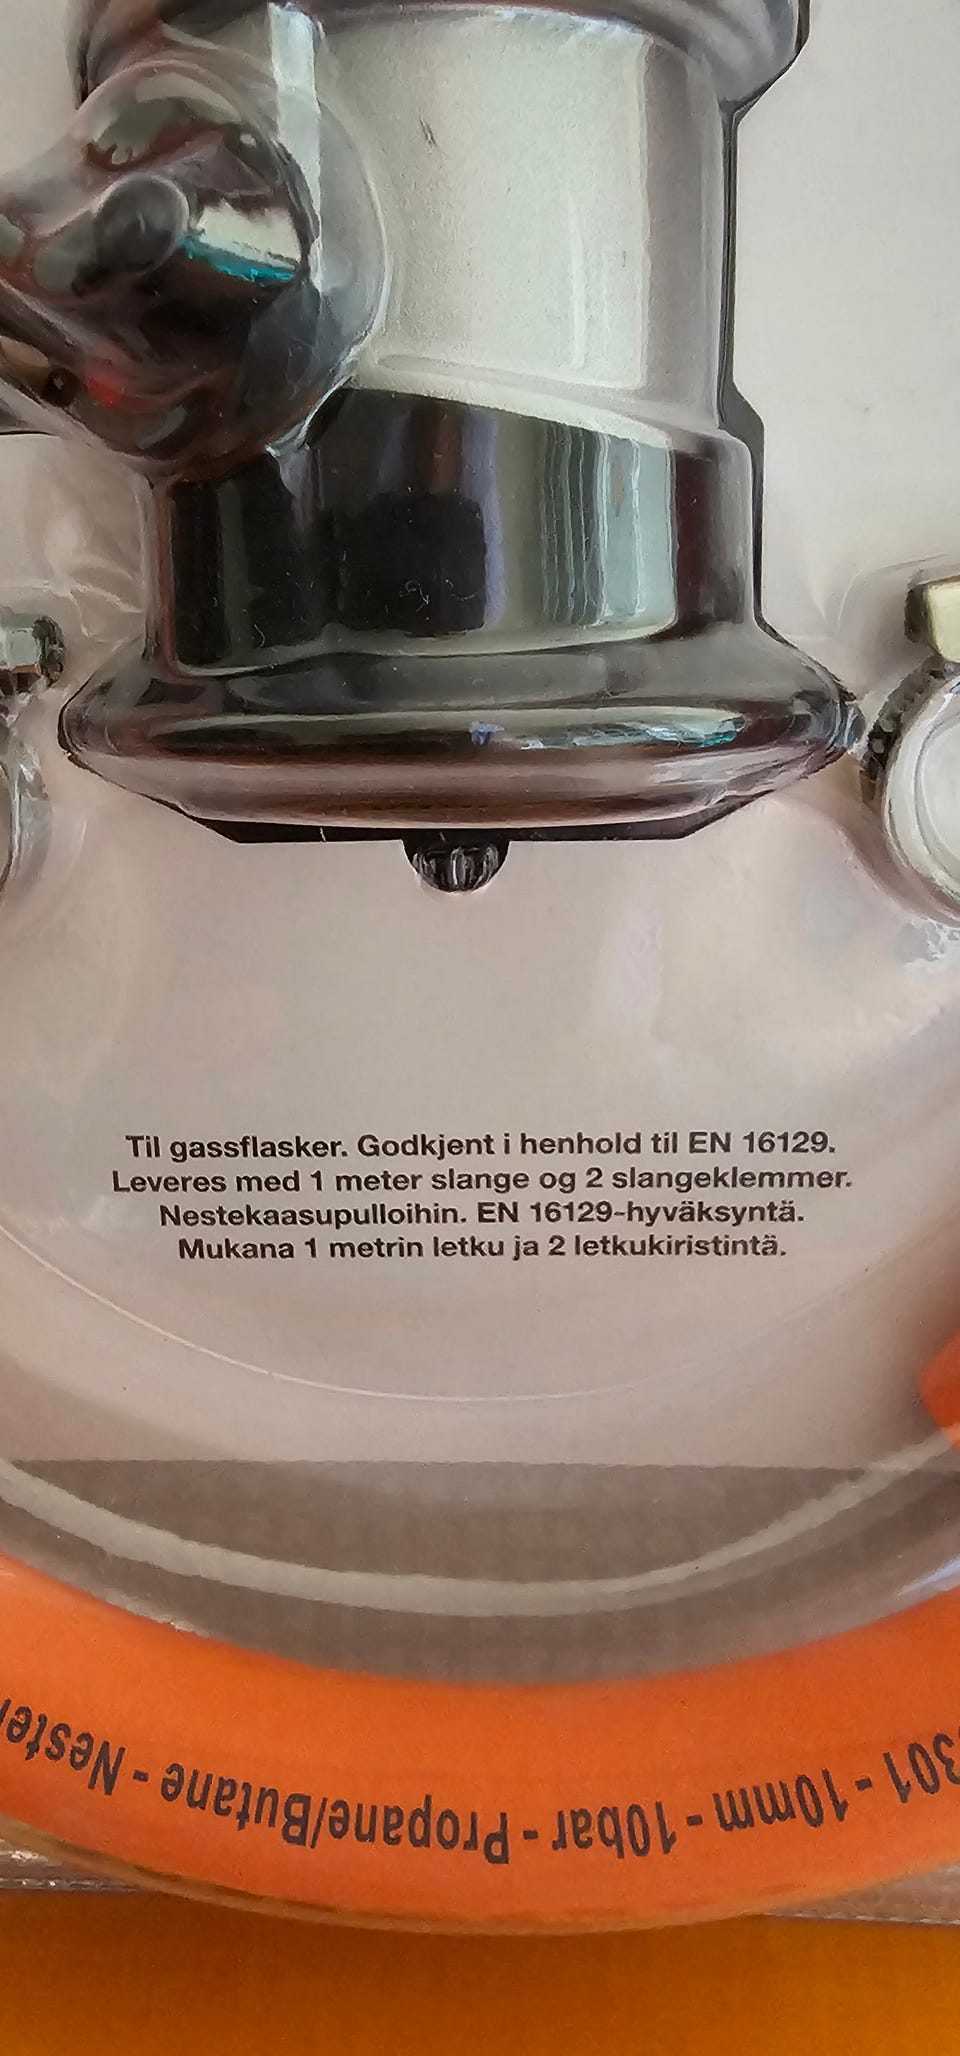 Til gassflasker. Godkjent i henhold til EN 16129.
Leveres med 1 meter slange og 2 slangeklemmer.
Nestekaasupulloihin. EN 16129-hyväksyntä.
Mukana 1 metrin letku ja 2 letkukiristintä.
301 - 10mm - 10bar - Propane/Butane -